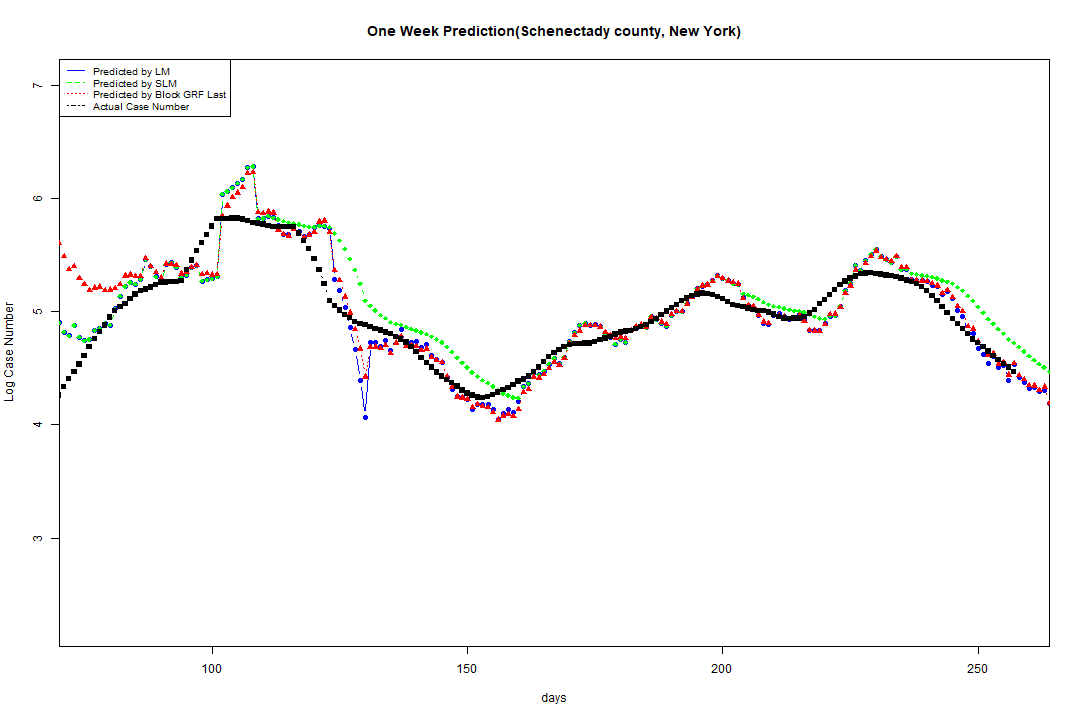 One Week Prediction(Schenectady county, New York)
Predicted by LM
Predicted by SLM
Predicted by Block GRF Last
Actual Case Number
7
6
5
4
3
Log Case Number
100 150 200 250
days